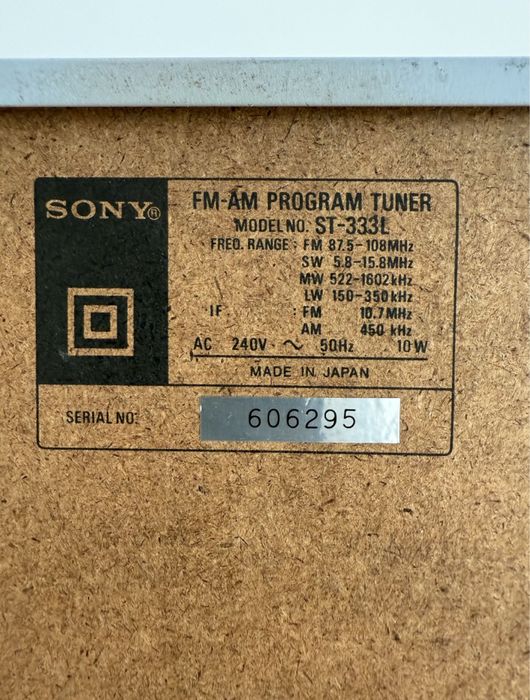 SONY®
FM-AM PROGRAM TUNER
MODEL NO. ST-333L
FREQ. RANGE : FM 87.5-108MHz
SW 5.8-15.8MHz
MW 522-1602kHz
LW 150-350kHz
IF : FM 10.7MHz
AM 450 kHz
AC 240V ~ 50Hz 10W
MADE IN JAPAN
SERIAL NO: 606295